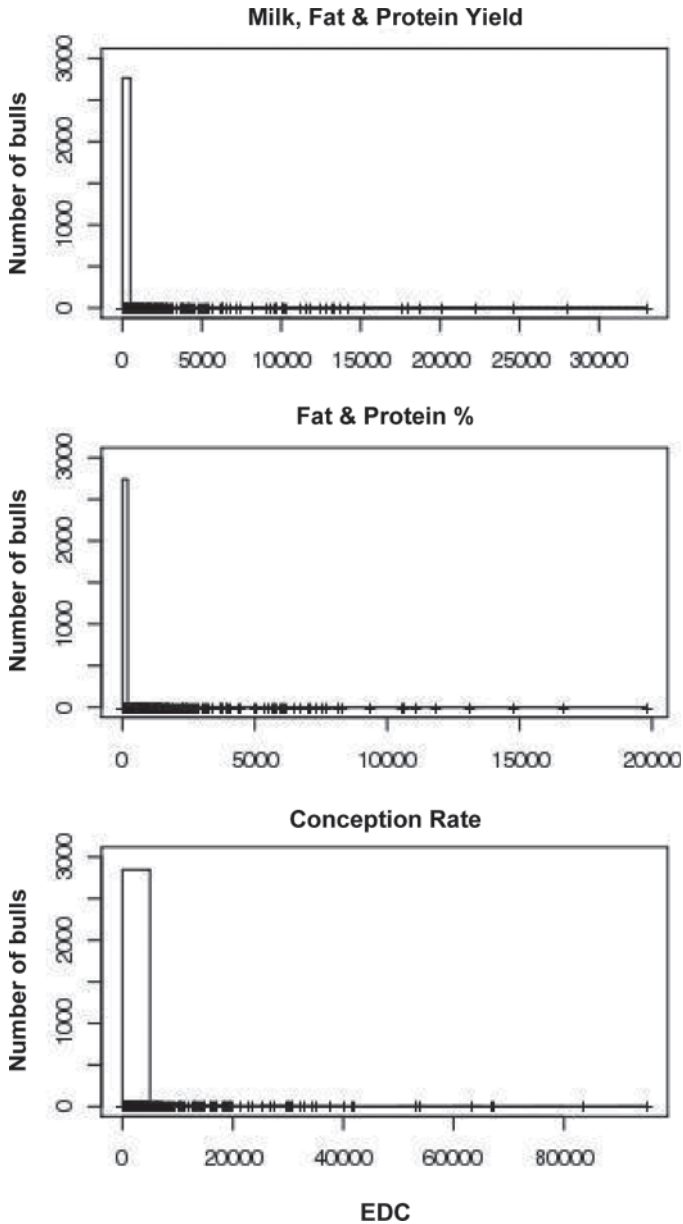 Milk, Fat & Protein Yield
Number of bulls
3000
2000
1000
0
0 5000 10000 15000 20000 25000 30000
Fat & Protein %
Number of bulls
3000
2000
1000
0
0 5000 10000 15000 20000
Conception Rate
Number of bulls
3000
2000
1000
0
0 20000 40000 60000 80000
EDC